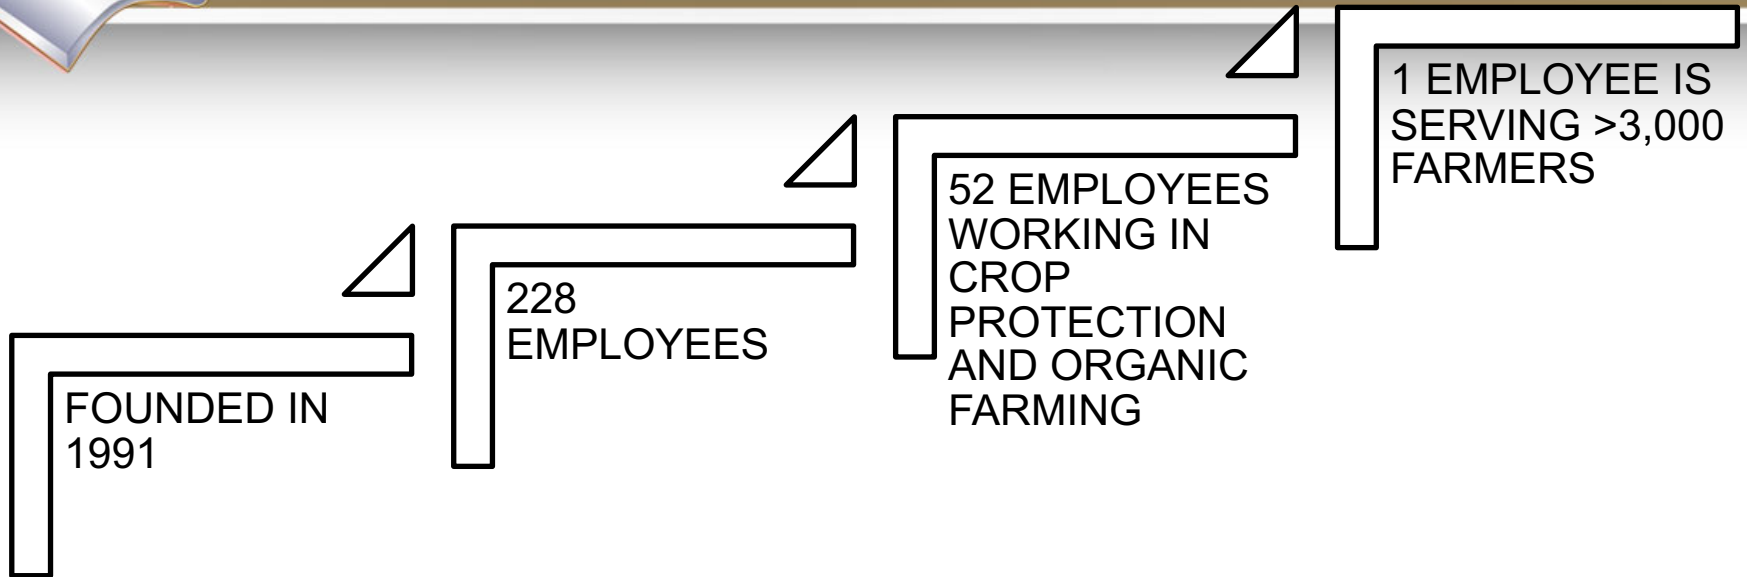 FOUNDED IN
1991
228
EMPLOYEES
52 EMPLOYEES
WORKING IN
CROP
PROTECTION
AND ORGANIC
FARMING
1 EMPLOYEE IS
SERVING >3,000
FARMERS